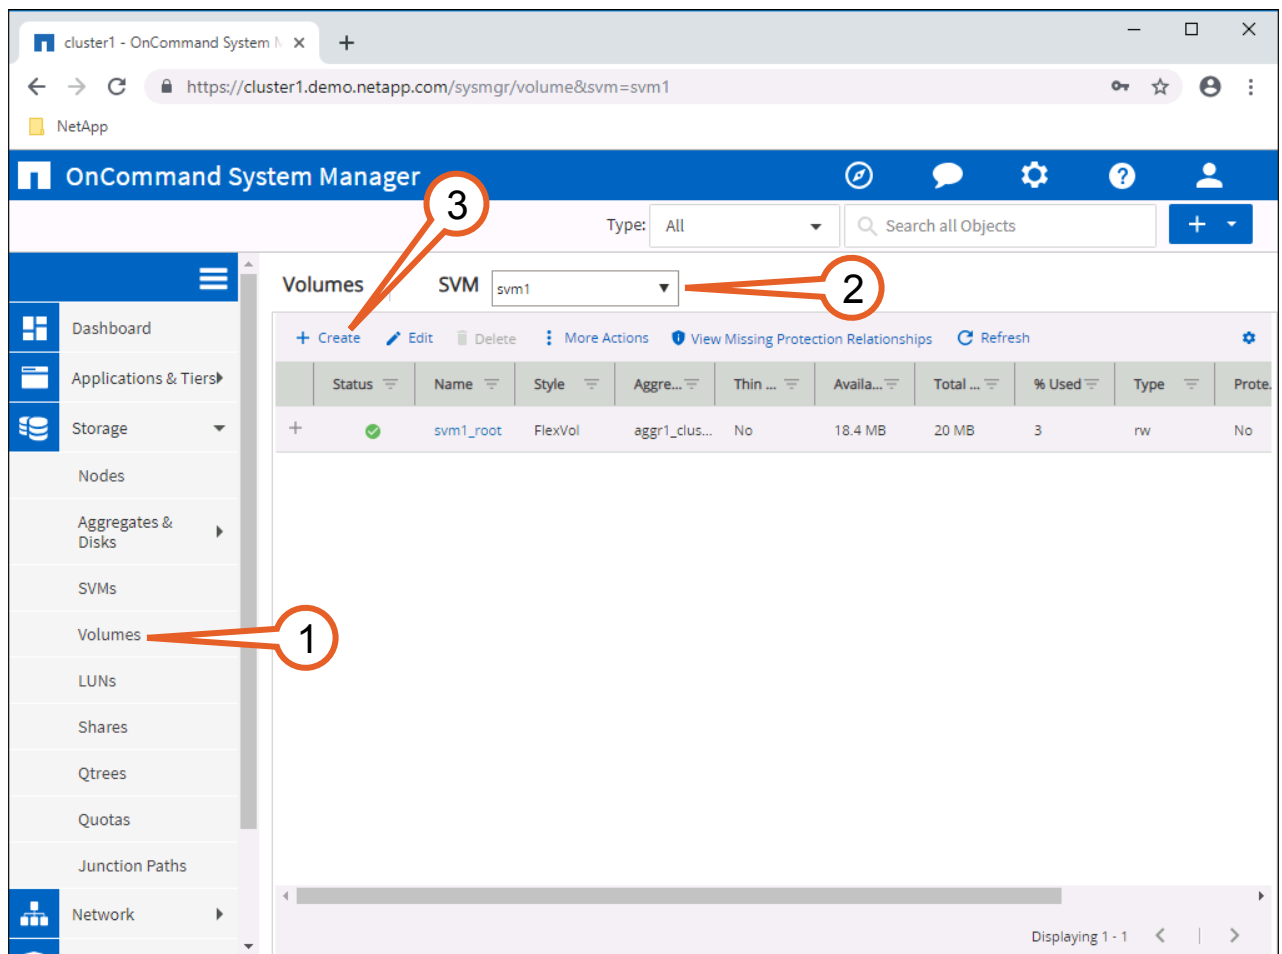 cluster1 - OnCommand System
https://cluster1.demo.netapp.com/sysmgr/volume&svm=svm1
NetApp
OnCommand System Manager
3
Type: All Search all Objects
Volumes SVM svm1 2
Create Edit Delete More Actions View Missing Protection Relationships Refresh
Status Name Style Aggre... Thin ... Availa... Total ... % Used Type Prote.
svm1_root FlexVol aggr1_clus... No 18.4 MB 20 MB 3 rw No
Dashboard
Applications & Tiers
Storage
Nodes
Aggregates &
Disks
SVMs
Volumes 1
LUNs
Shares
Qtrees
Quotas
Junction Paths
Network
Displaying 1 - 1